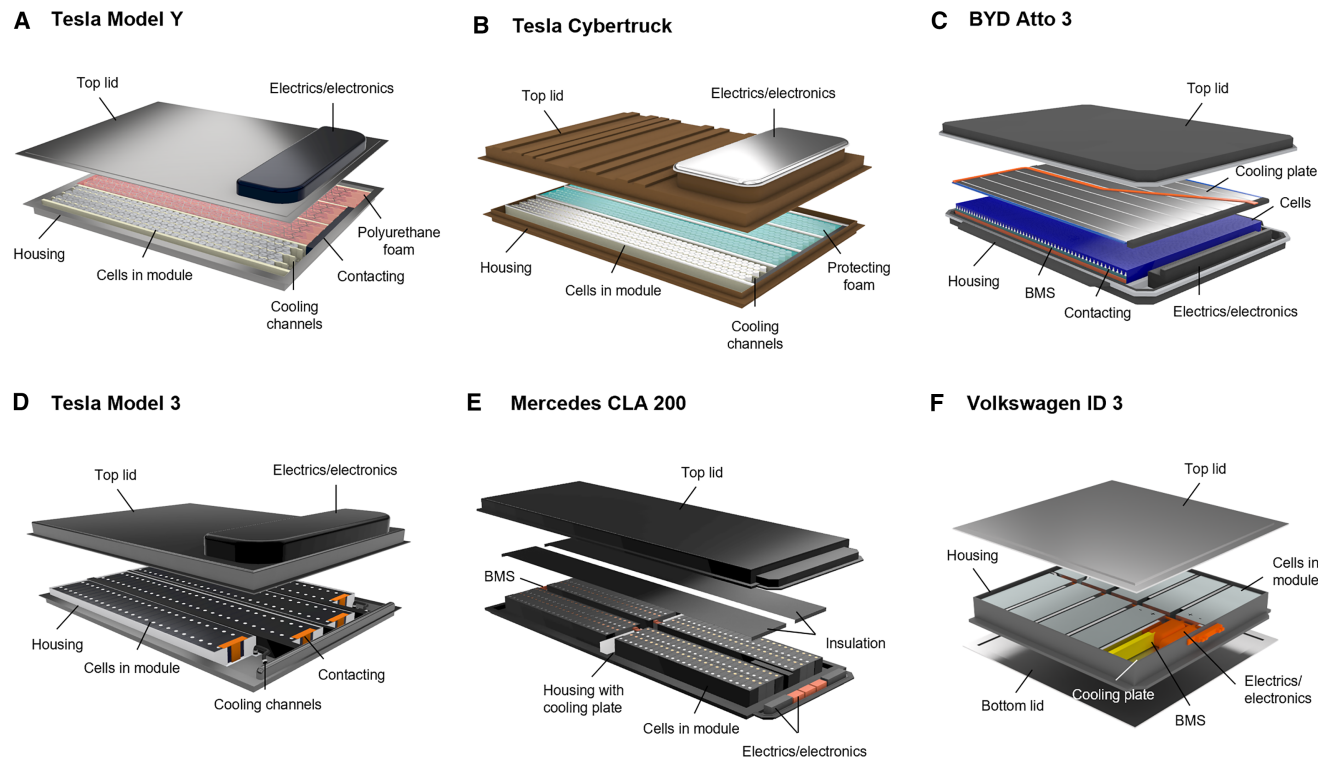 A Tesla Model Y
Top lid
Electrics/electronics
Housing
Cells in module
Cooling
channels
Contacting
Polyurethane
foam
B Tesla Cybertruck
Top lid
Electrics/electronics
Housing
Cells in module
Cooling
channels
Protecting
foam
C BYD Atto 3
Top lid
Cooling plate
Cells
Housing
BMS
Contacting
Electrics/electronics
D Tesla Model 3
Top lid
Electrics/electronics
Housing
Cells in module
Cooling channels
Contacting
E Mercedes CLA 200
Top lid
BMS
Insulation
Housing with
cooling plate
Cells in module
Electrics/electronics
F Volkswagen ID 3
Top lid
Housing
Cells in
module
Bottom lid
Cooling plate
BMS
Electrics/
electronics